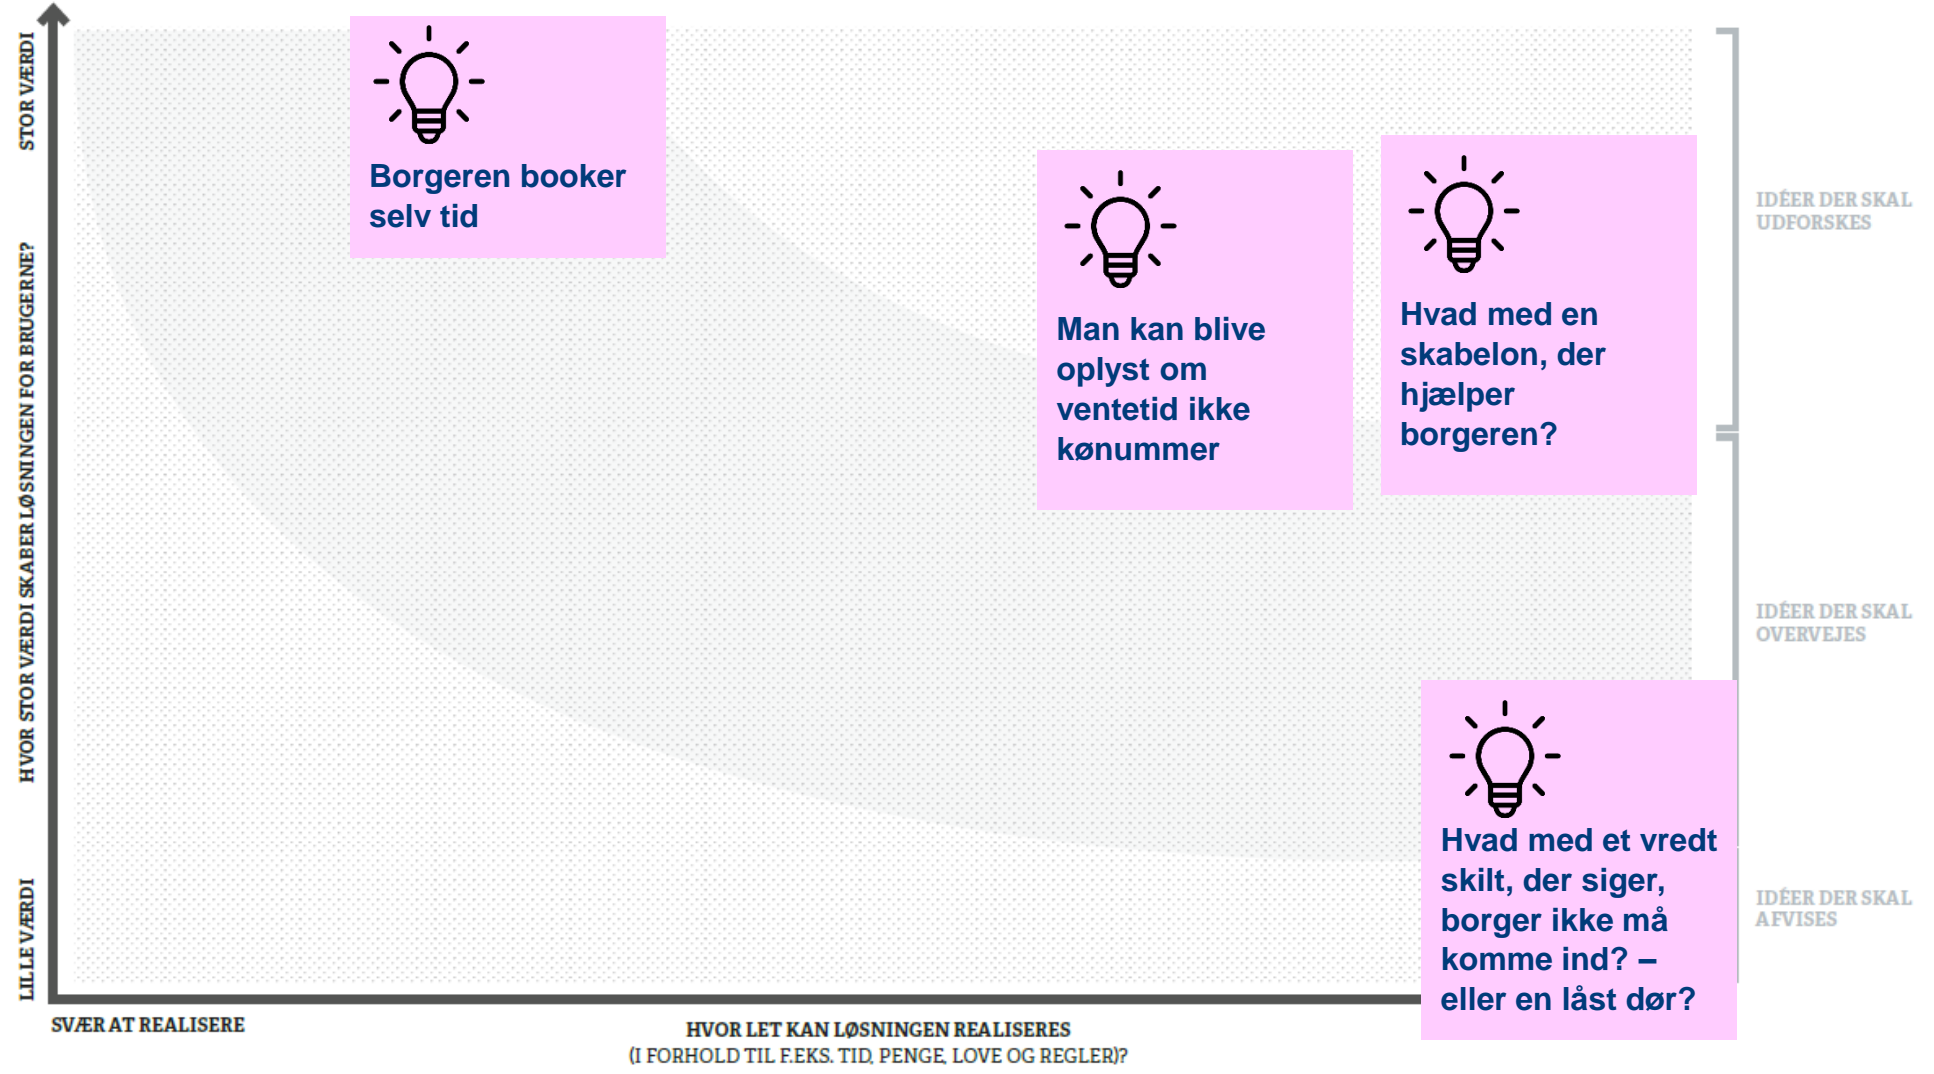 STOR VÆRDI
HVOR STOR VÆRDI SKABER LØSNINGEN FOR BRUGERNE?
LILLE VÆRDI
Borgeren booker
selv tid
Man kan blive
oplyst om
ventetid ikke
kønummer
Hvad med en
skabelon, der
hjælper
borgeren?
IDÉER DER SKAL
UDFORSKES
IDÉER DER SKAL
OVERVEJES
Hvad med et vredt
skilt, der siger,
borger ikke må
komme ind? –
eller en låst dør?
IDÉER DER SKAL
AFVISES
SVÆR AT REALISERE
HVOR LET KAN LØSNINGEN REALISERES
(I FORHOLD TIL F.EKS. TID, PENGE, LOVE OG REGLER)?